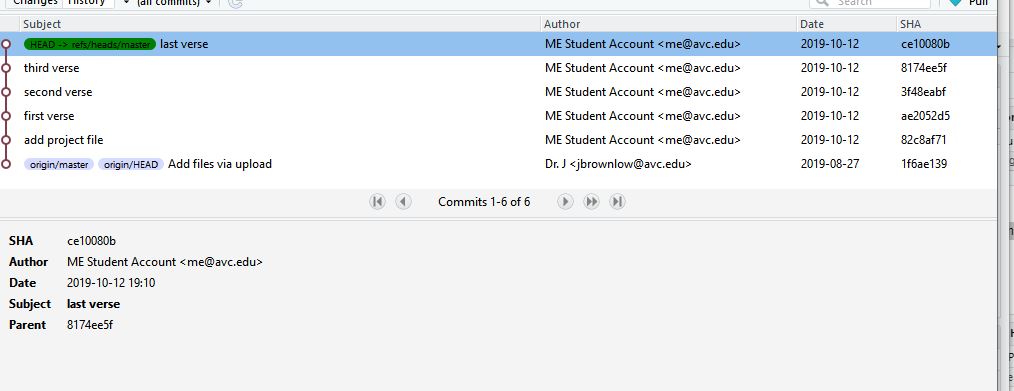 Changes History (all commits) Search Pull
Subject Author Date SHA
HEAD -> refs/heads/master last verse ME Student Account <me@avc.edu> 2019-10-12 ce10080b
third verse ME Student Account <me@avc.edu> 2019-10-12 8174ee5f
second verse ME Student Account <me@avc.edu> 2019-10-12 3f48eabf
first verse ME Student Account <me@avc.edu> 2019-10-12 ae2052d5
add project file ME Student Account <me@avc.edu> 2019-10-12 82c8af71
origin/master origin/HEAD Add files via upload Dr. J <jbrownlow@avc.edu> 2019-08-27 1f6ae139
Commits 1-6 of 6
SHA ce10080b
Author ME Student Account <me@avc.edu>
Date 2019-10-12 19:10
Subject last verse
Parent 8174ee5f